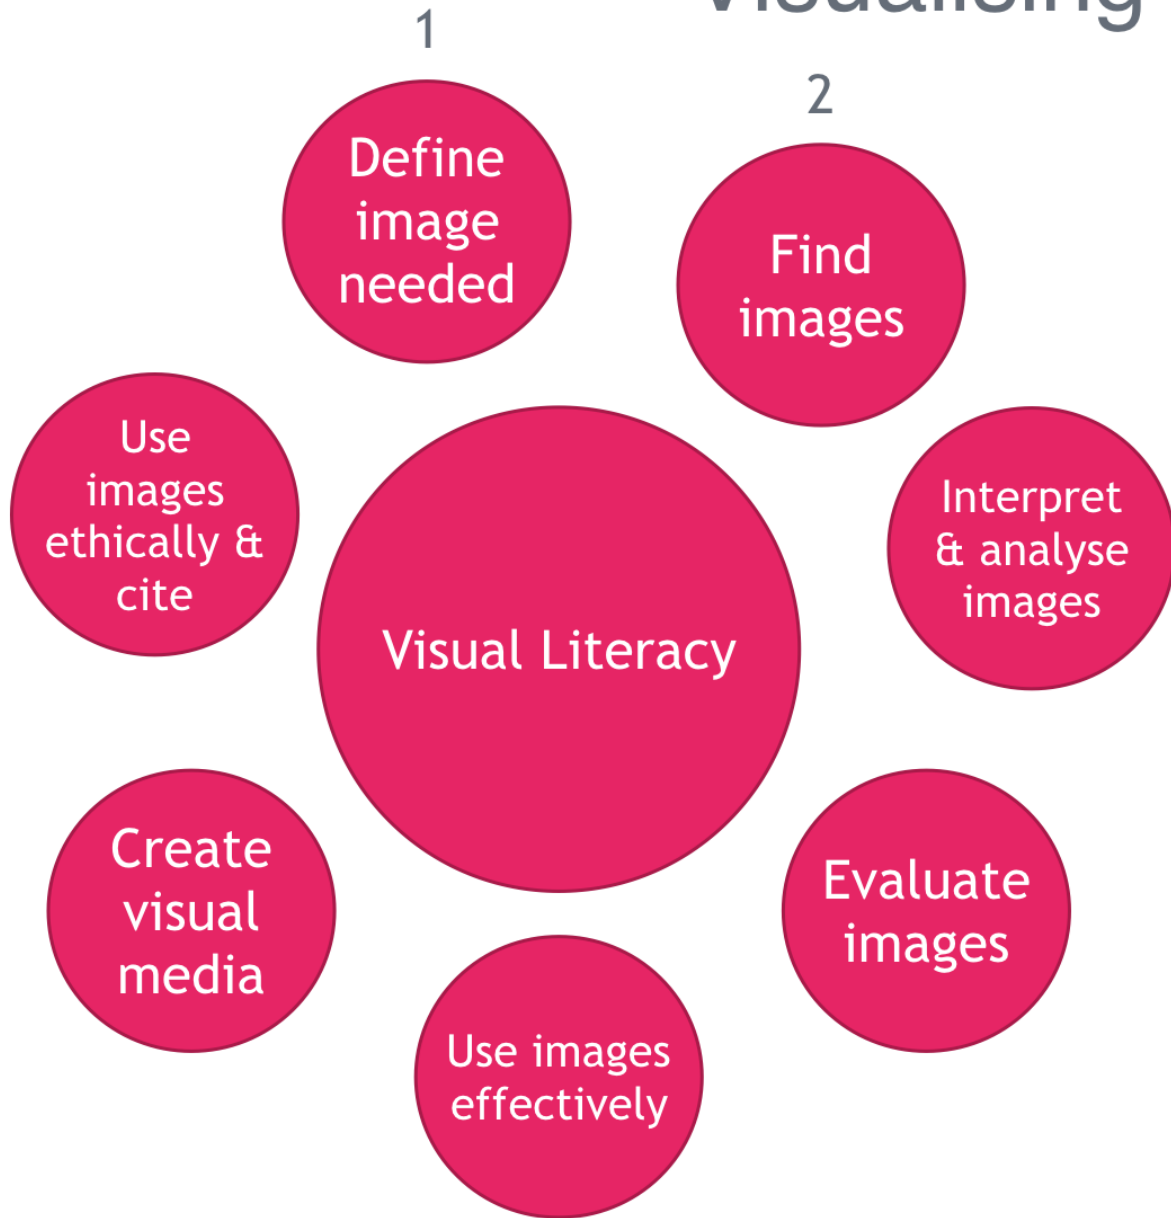 Visualising
1
2
Define
image
needed
Find
images
Interpret
& analyse
images
Evaluate
images
Use images
effectively
Create
visual
media
Use
images
ethically &
cite
Visual Literacy